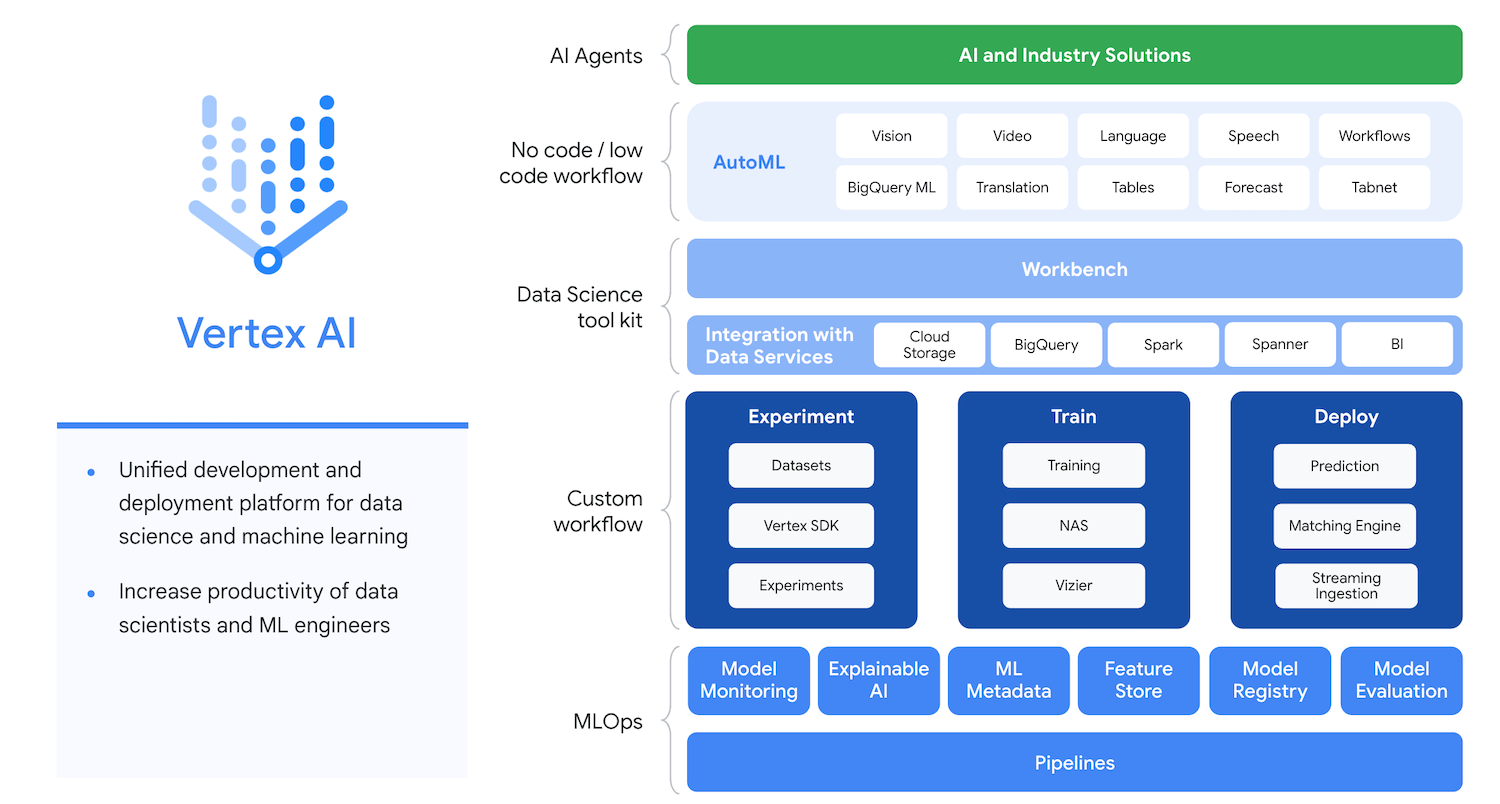 Vertex AI
Unified development and
deployment platform for data
science and machine learning
Increase productivity of data
scientists and ML engineers
AI Agents
AI and Industry Solutions
No code / low
code workflow
AutoML
Vision
Video
Language
Speech
Workflows
BigQuery ML
Translation
Tables
Forecast
Tabnet
Data Science
tool kit
Workbench
Integration with
Data Services
Cloud
Storage
BigQuery
Spark
Spanner
BI
Custom
workflow
Experiment
Datasets
Vertex SDK
Experiments
Train
Training
NAS
Vizier
Deploy
Prediction
Matching Engine
Streaming
Ingestion
MLOps
Model
Monitoring
Explainable
AI
ML
Metadata
Feature
Store
Model
Registry
Model
Evaluation
Pipelines